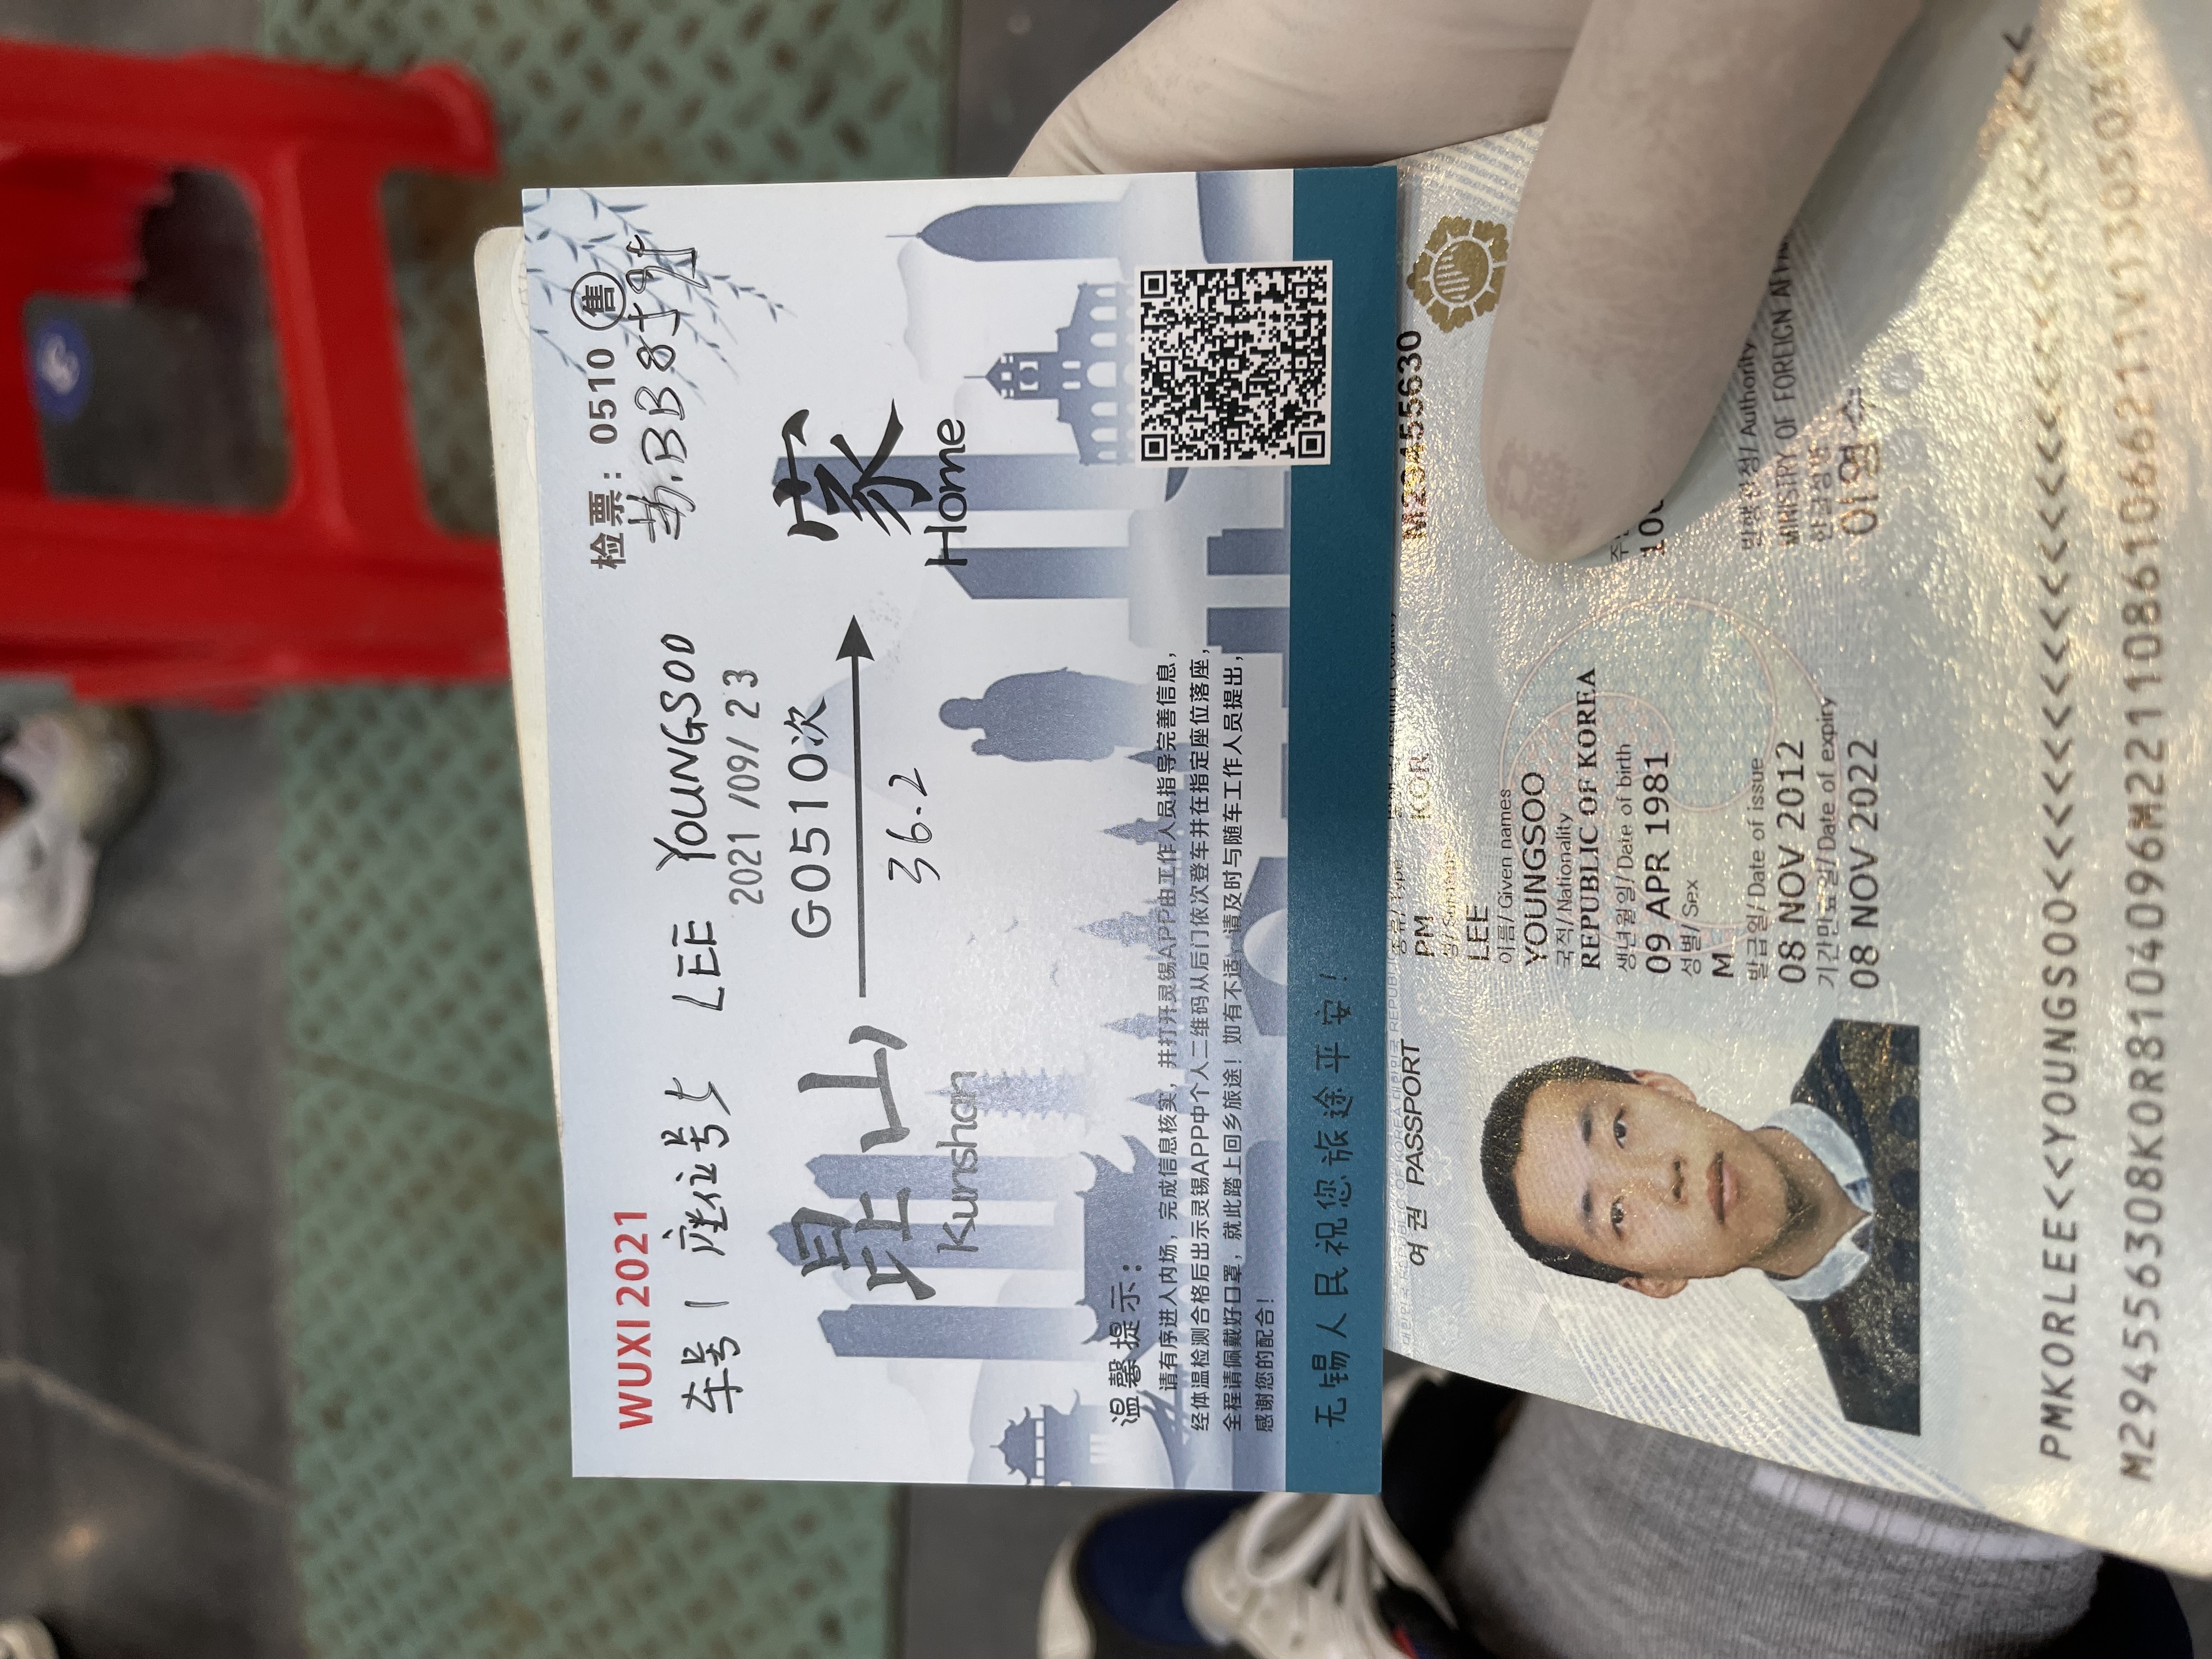 WUXI 2021
检票：0510 售
车号1 座位号5 LEE YOUNGSOO
2021 /09/ 23
G0510次
昆山 家
36.2
Kunshan Home
温馨提示：
请有序进入内场，完成信息核实，并打开灵锡APP由工作人员指导完善信息，
经体温检测合格后出示灵锡APP中个人二维码从后门依次登车并在指定座位落座，
全程请佩戴好口罩，就此踏上回乡旅途！如有不适，请及时与随车工作人员提出，
感谢您的配合！
无锡人民祝您旅途平安！
여권 PASSPORT
종류/ Type 발행국/ Issuing country
PM KOR M29455630
성/ Surname
LEE
이름/ Given names
YOUNGSOO
국적/ Nationality
REPUBLIC OF KOREA
생년월일/ Date of birth
09 APR 1981
성별/ Sex
M
발급일/ Date of issue
08 NOV 2012
기간만료일/ Date of expiry
08 NOV 2022
발행관청/ Authority
MINISTRY OF FOREIGN
한글성명
이영수
PMKORLEE<<YOUNGSOO<<<<<<<<<<<<<<<<<<<<<<<<<<